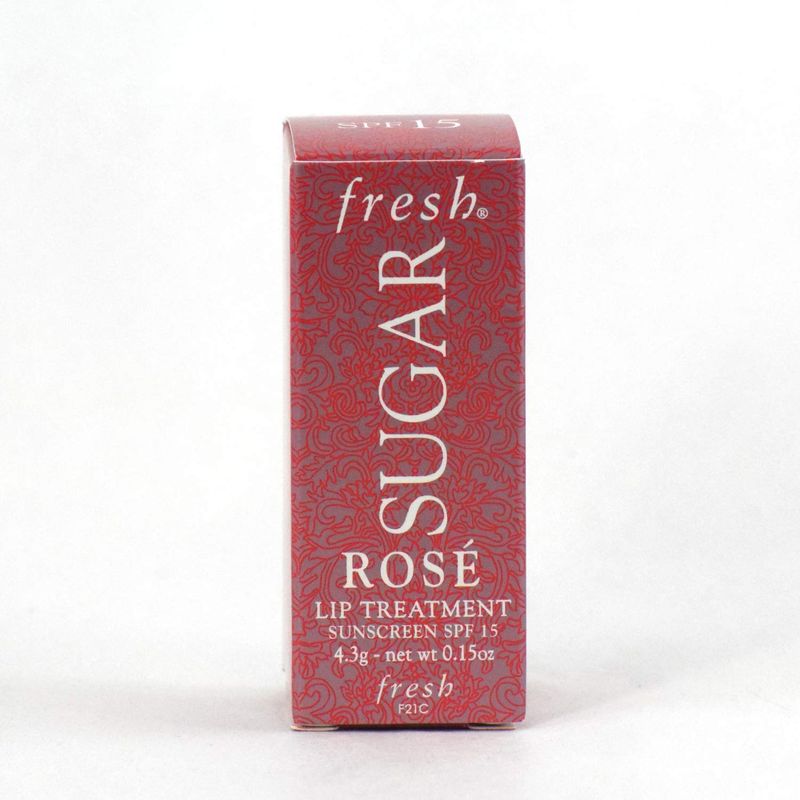 SPF 15
fresh®
SUGAR
ROSÉ
LIP TREATMENT
SUNSCREEN SPF 15
4.3g - net wt 0.15oz
fresh
F21C